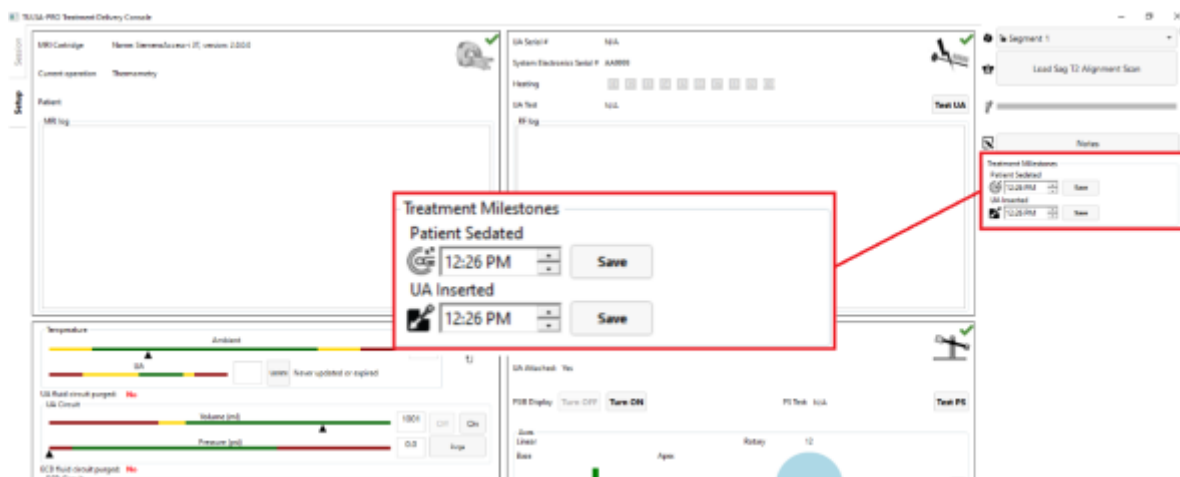 TULSA-PRO Treatment Delivery Console
Session
Setup
MRI Cartridge
Current operation Thermometry
Patient
MRI log
UA Serial # N/A
System Electronics Serial # AA9999
Heating
UA Test N/A Test UA
RF log
Segment 1
Load Sag T2 Alignment Scan
Notes
Treatment Milestones
Patient Sedated
12:26 PM Save
UA Inserted
12:26 PM Save
Treatment Milestones
Patient Sedated
12:26 PM Save
UA Inserted
12:26 PM Save
Temperature
Ambient
UA
Never updated or expired
UA fluid circuit purged: No
UA Circuit
Volume (ml) 1001 Off On
Pressure (psi) 0.0 Purge
ECD fluid circuit purged: No
UA Attached: Yes
PSB Display Turn OFF Turn ON PS Test N/A Test PS
Linear Rotary 12
Base Apex